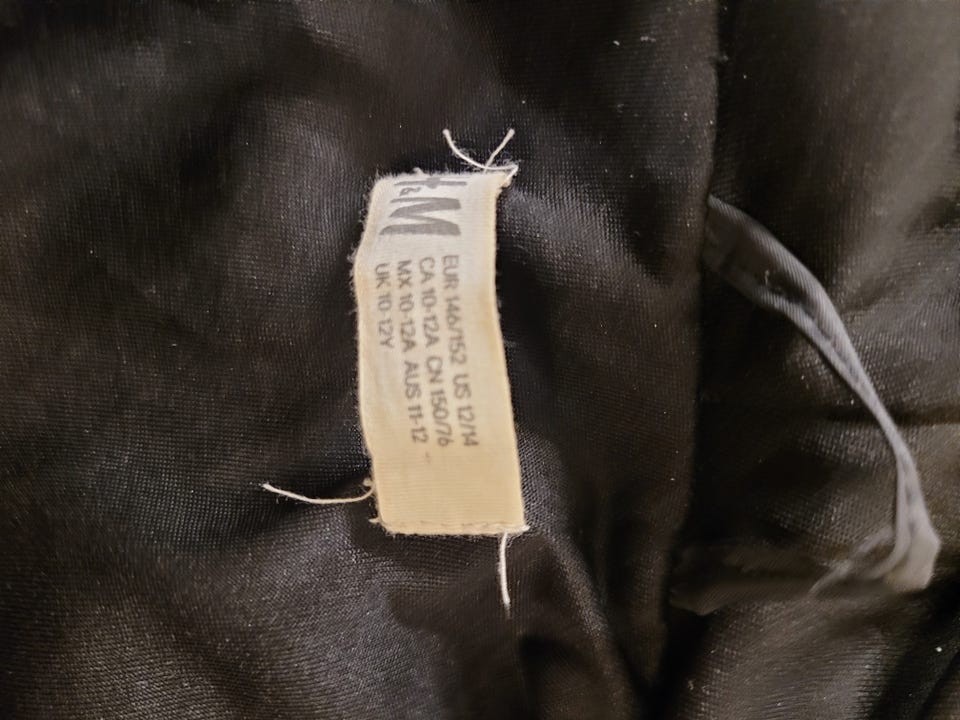 H&M
EUR 146/152 US 12/14
CA 10-12A CN 150/76
MX 10-12A AUS 11-12
UK 10-12Y